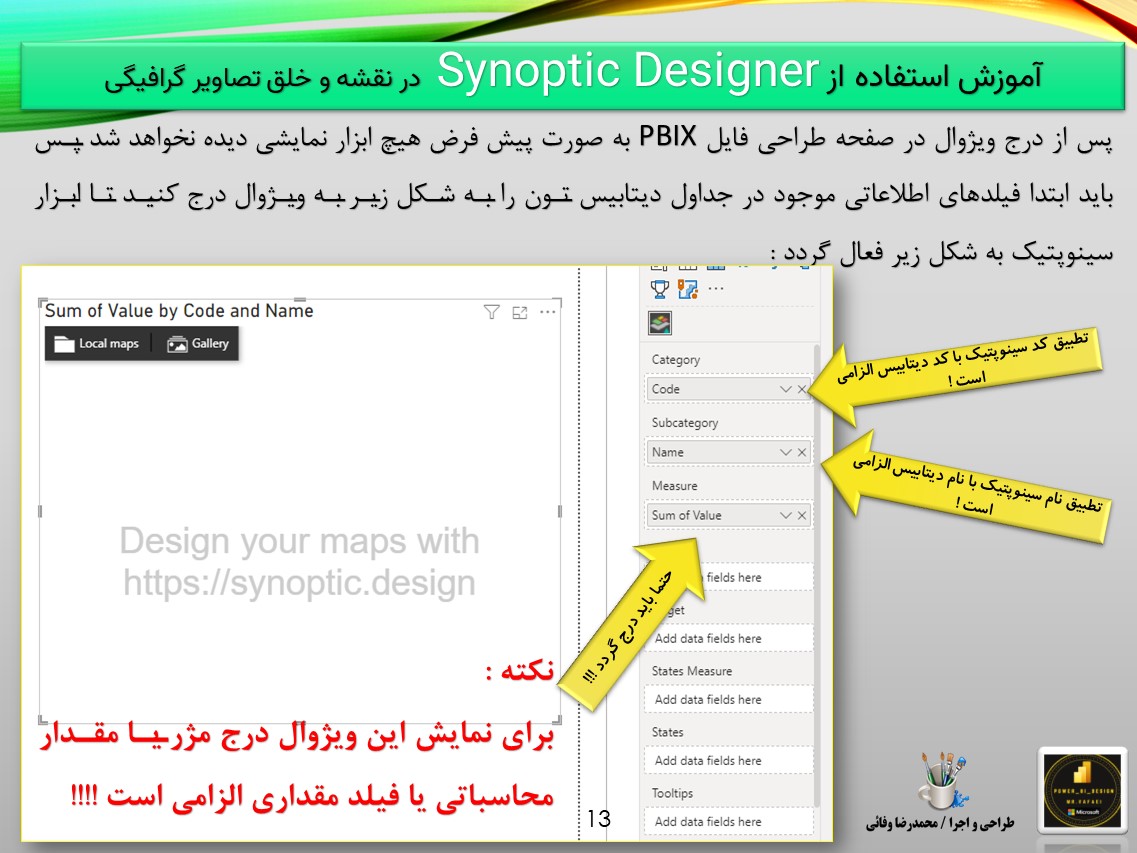 آموزش استفاده از Synoptic Designer در نقشه و خلق تصاویر گرافیگی
پس از درج ویژوال در صفحه طراحی فایل PBIX به صورت پیش فرض هیچ ابزار نمایشی دیده نخواهد شد پس
باید ابتدا فیلدهای اطلاعاتی موجود در جداول دیتابیس تون را به شکل زیر به ویژوال درج کنید تا ابزار
سینوپتیک به شکل زیر فعال گردد :
Sum of Value by Code and Name
Local maps
Gallery
Design your maps with
https://synoptic.design
نکته :
برای نمایش این ویژوال درج مژر یا مقدار
محاسباتی یا فیلد مقداری الزامی است !!!!
Category
Code
Subcategory
Name
Measure
Sum of Value
fields here
get
Add data fields here
States Measure
Add data fields here
States
Add data fields here
Tooltips
Add data fields here
تطبیق کد سینوپتیک با کد دیتابیس الزامی
است !
تطبیق نام سینوپتیک با نام دیتابیس الزامی
است !
حتما باید درج گردد !!!
13
طراحی و اجرا / محمدرضا وفائی
POWER_BI_DESIGN
MR.VAFAEI
Microsoft